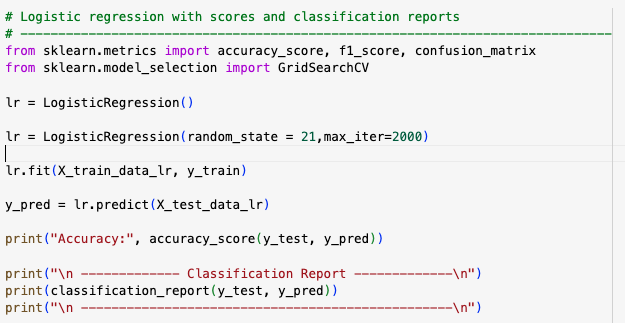 # Logistic regression with scores and classification reports
# ------------------------------------------------------------------------------
from sklearn.metrics import accuracy_score, f1_score, confusion_matrix
from sklearn.model_selection import GridSearchCV
lr = LogisticRegression()
lr = LogisticRegression(random_state = 21,max_iter=2000)
lr.fit(X_train_data_lr, y_train)
y_pred = lr.predict(X_test_data_lr)
print("Accuracy:", accuracy_score(y_test, y_pred))
print("\n ------------- Classification Report -------------\n")
print(classification_report(y_test, y_pred))
print("\n -------------------------------------------------\n")